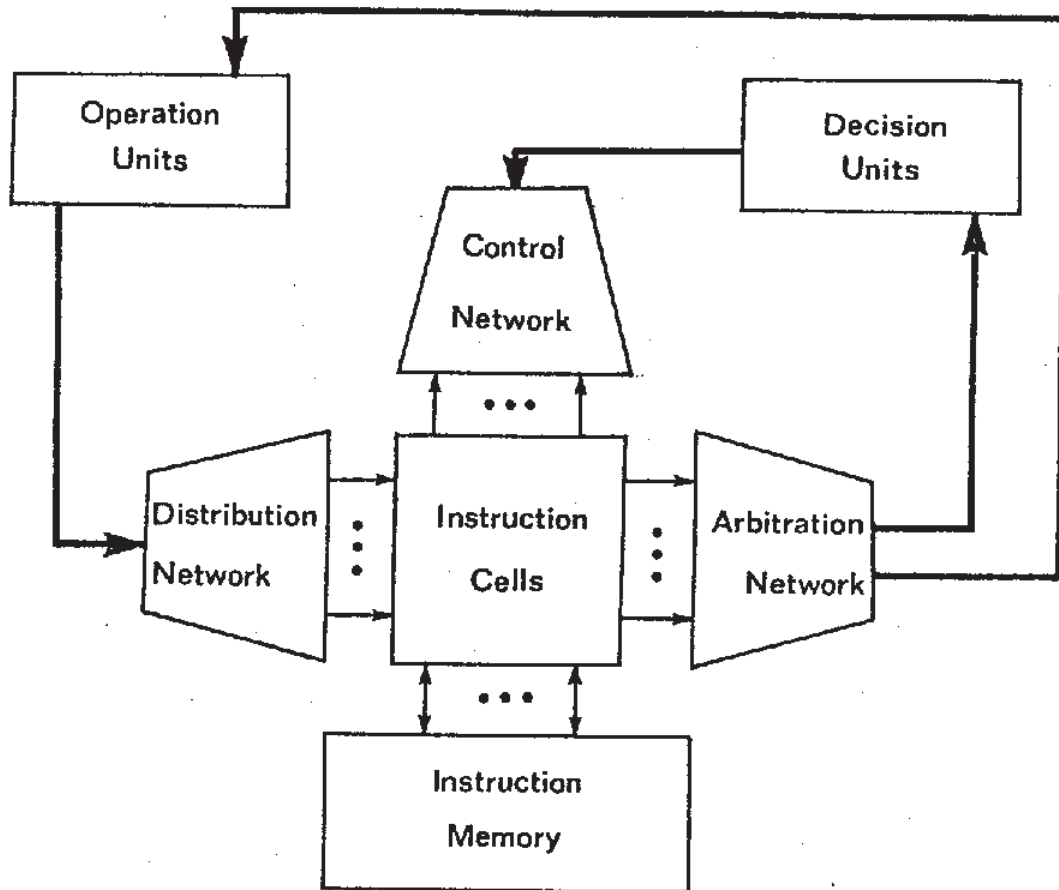 Operation
Units
Decision
Units
Control
Network
Distribution
Network
Instruction
Cells
Arbitration
Network
Instruction
Memory